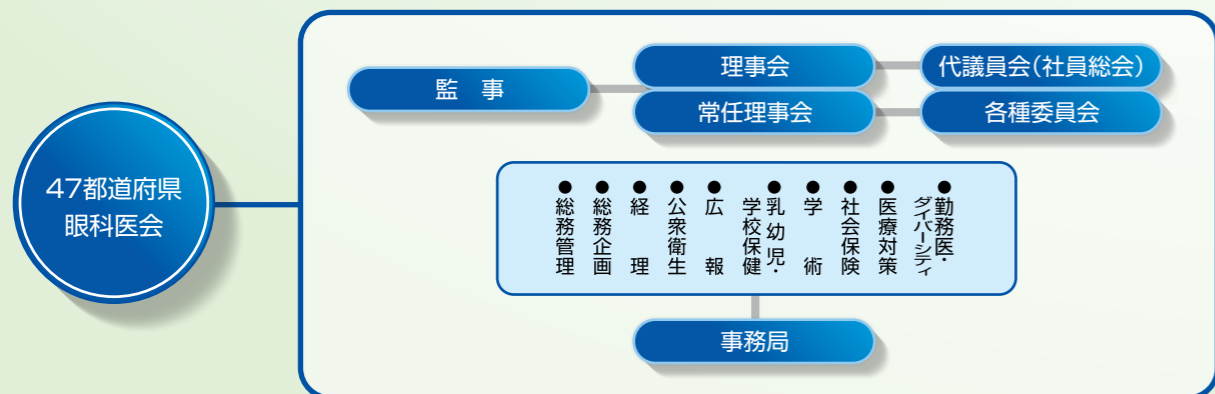 47都道府県
眼科医会
監　事
理事会
代議員会(社員総会)
常任理事会
各種委員会
●総務管理
●総務企画
●経　理
●公衆衛生
●広　報
●乳幼児・
学校保健
●学　術
●社会保険
●医療対策
●勤務医・
ダイバーシティ
事務局